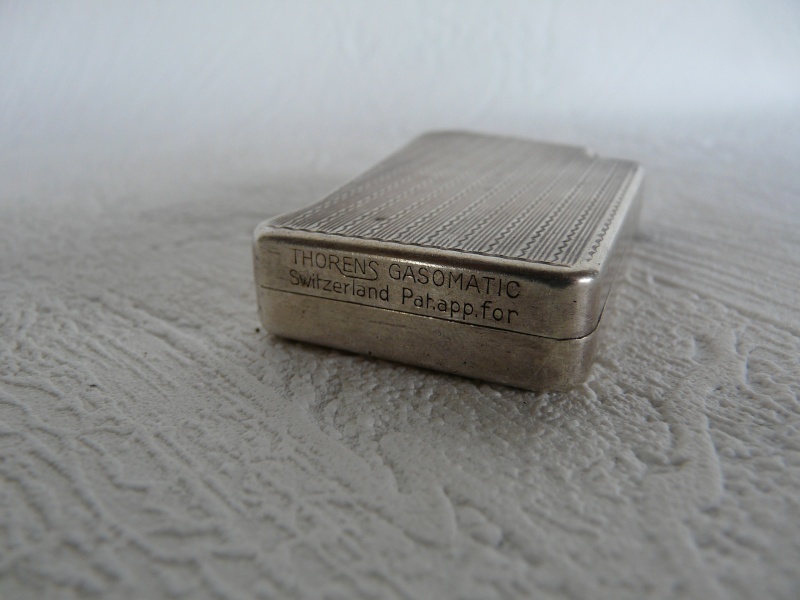 THORENS GASOMATIC
Switzerland Pat.app.for